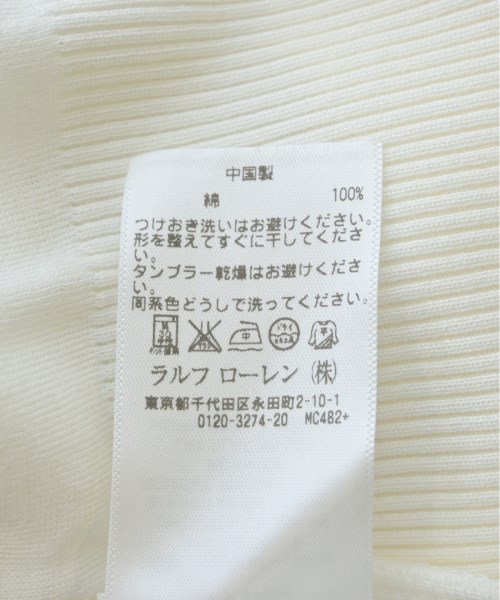 中国製
綿 100%
つけおき洗いはお避けください。
形を整えてすぐに干してくださ
い。
タンブラー乾燥はお避けくださ
い。
同系色どうしで洗ってください。
中 ドライ 平
ラルフ ローレン (株)
東京都千代田区永田町2-10-1
0120-3274-20 MC482+